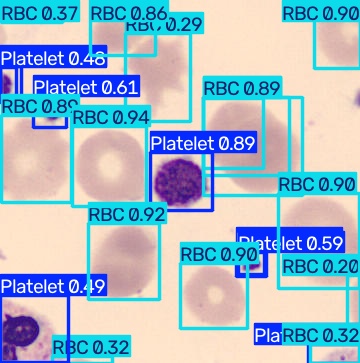 RBC 0.37
RBC 0.86
RBC 0.29
RBC 0.90
Platelet 0.48
Platelet 0.61
RBC 0.89
RBC 0.89
RBC 0.94
Platelet 0.89
RBC 0.90
RBC 0.92
Platelet 0.59
RBC 0.90
RBC 0.20
Platelet 0.49
RBC 0.32
Pla
RBC 0.32